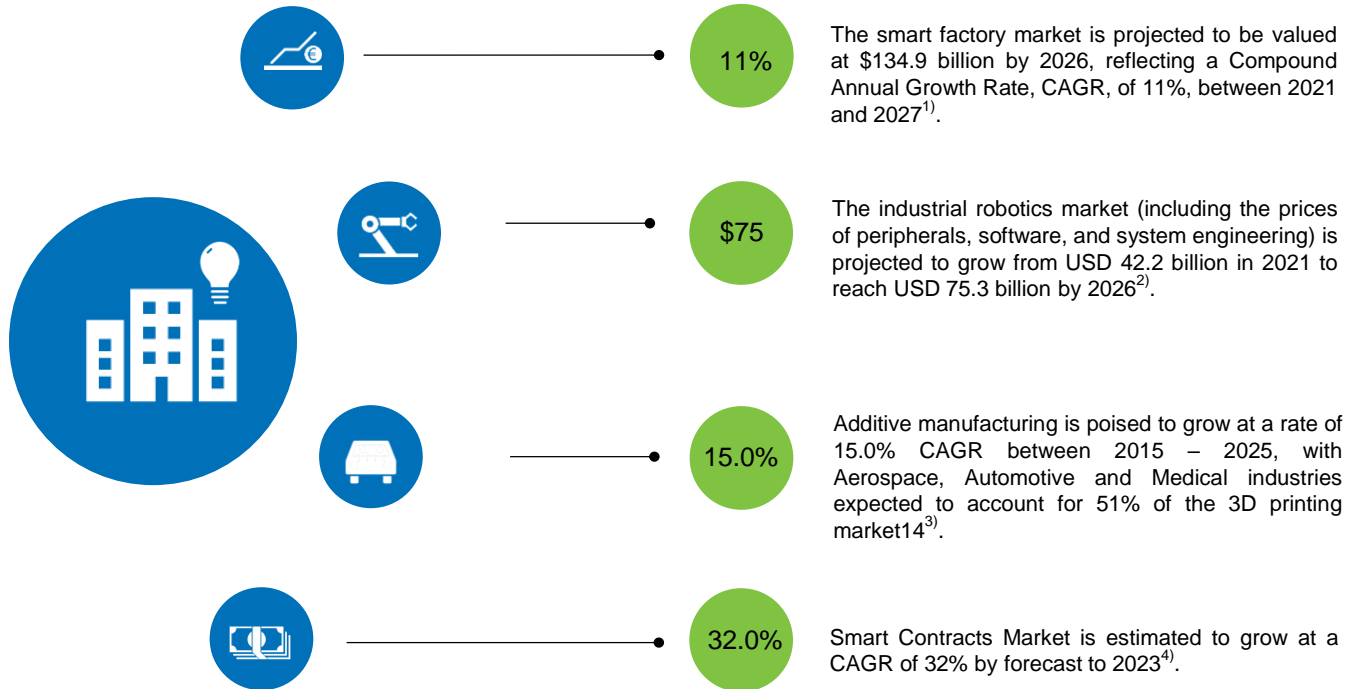 11%
The smart factory market is projected to be valued
at $134.9 billion by 2026, reflecting a Compound
Annual Growth Rate, CAGR, of 11%, between 2021
and 2027¹⁾.
$75
The industrial robotics market (including the prices
of peripherals, software, and system engineering) is
projected to grow from USD 42.2 billion in 2021 to
reach USD 75.3 billion by 2026²⁾.
15.0%
Additive manufacturing is poised to grow at a rate of
15.0% CAGR between 2015 – 2025, with
Aerospace, Automotive and Medical industries
expected to account for 51% of the 3D printing
market14³⁾.
32.0%
Smart Contracts Market is estimated to grow at a
CAGR of 32% by forecast to 2023⁴⁾.